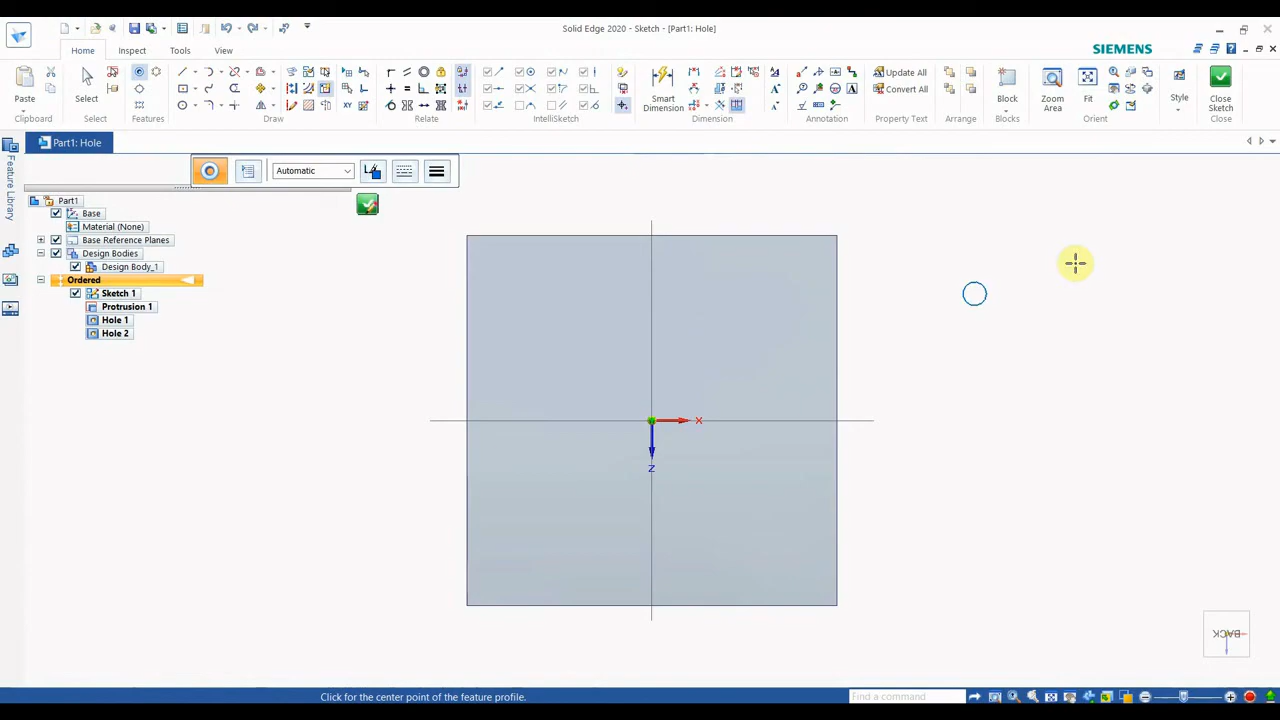 Solid Edge 2020 - Sketch - [Part1: Hole]
Home Inspect Tools View
SIEMENS
Paste
Select
Smart
Dimension
Update All
Convert All
Block
Zoom
Area
Fit
Style
Close
Sketch
Clipboard Select Features Draw Relate IntelliSketch Dimension Annotation Property Text Arrange Blocks Orient Close
Part1: Hole
Feature Library
Automatic
Part1
Base
Material (None)
Base Reference Planes
Design Bodies
Design Body_1
Ordered
Sketch 1
Protrusion 1
Hole 1
Hole 2
X
Z
BACK
Click for the center point of the feature profile.
Find a command